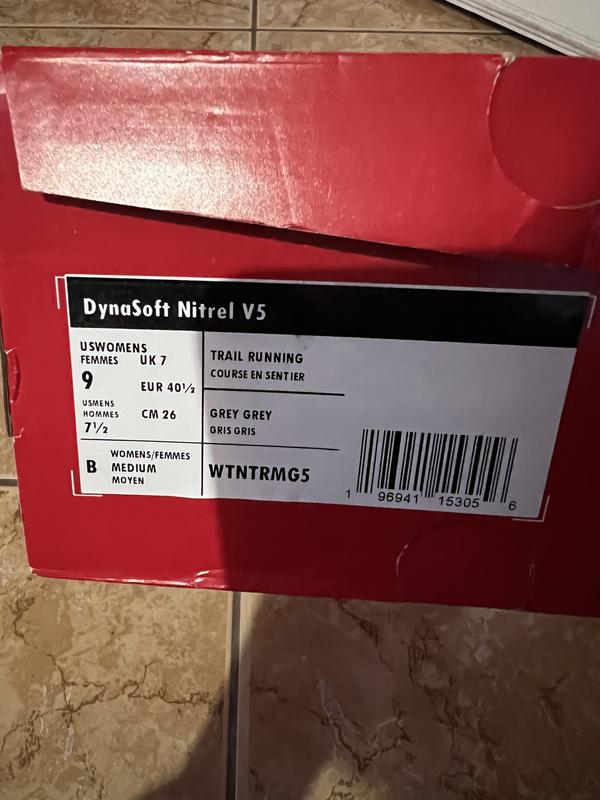 DynaSoft Nitrel V5
USWOMENS
FEMMES UK 7
9 EUR 40½
USMENS
HOMMES CM 26
7½
TRAIL RUNNING
COURSE EN SENTIER
GREY GREY
GRIS GRIS
B WOMENS/FEMMES
MEDIUM
MOYEN
WTNTRMG5
1 96941 15305 6